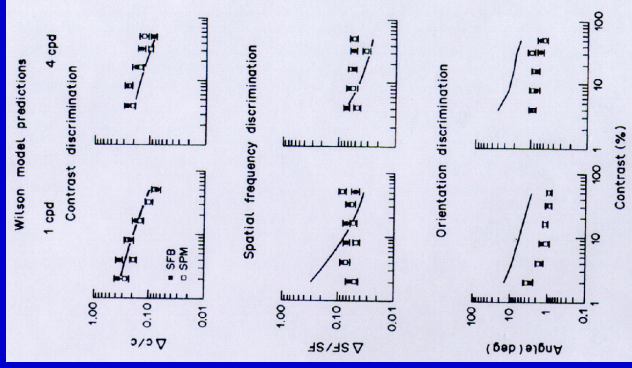 Wilson model predictions
1 cpd
4 cpd
Contrast discrimination
1.00
0.10
0.01
Δc/c
SFB
SPM
Spatial frequency discrimination
1.00
0.10
0.01
ΔSF/SF
Orientation discrimination
100
10
1
0.1
Angle(deg)
1
10
100
1
10
100
Contrast (%)